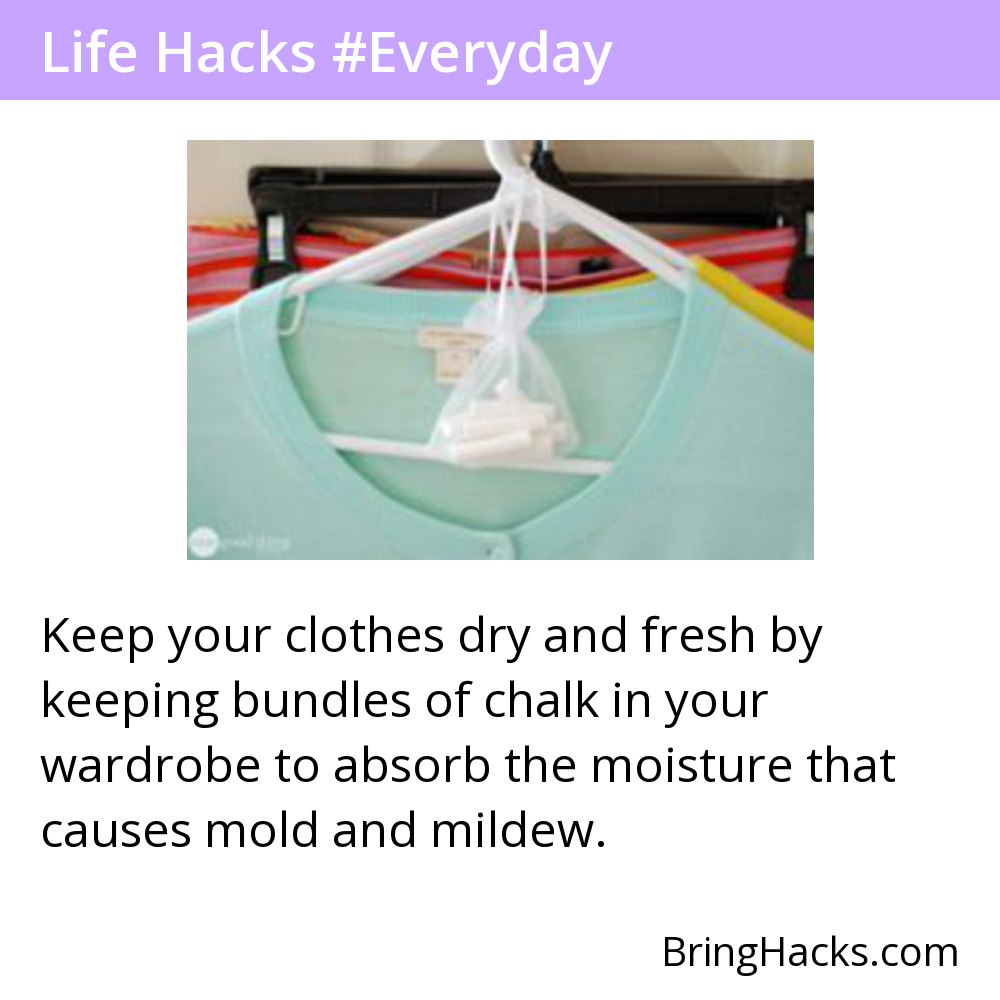 Life Hacks #Everyday
Keep your clothes dry and fresh by
keeping bundles of chalk in your
wardrobe to absorb the moisture that
causes mold and mildew.
BringHacks.com